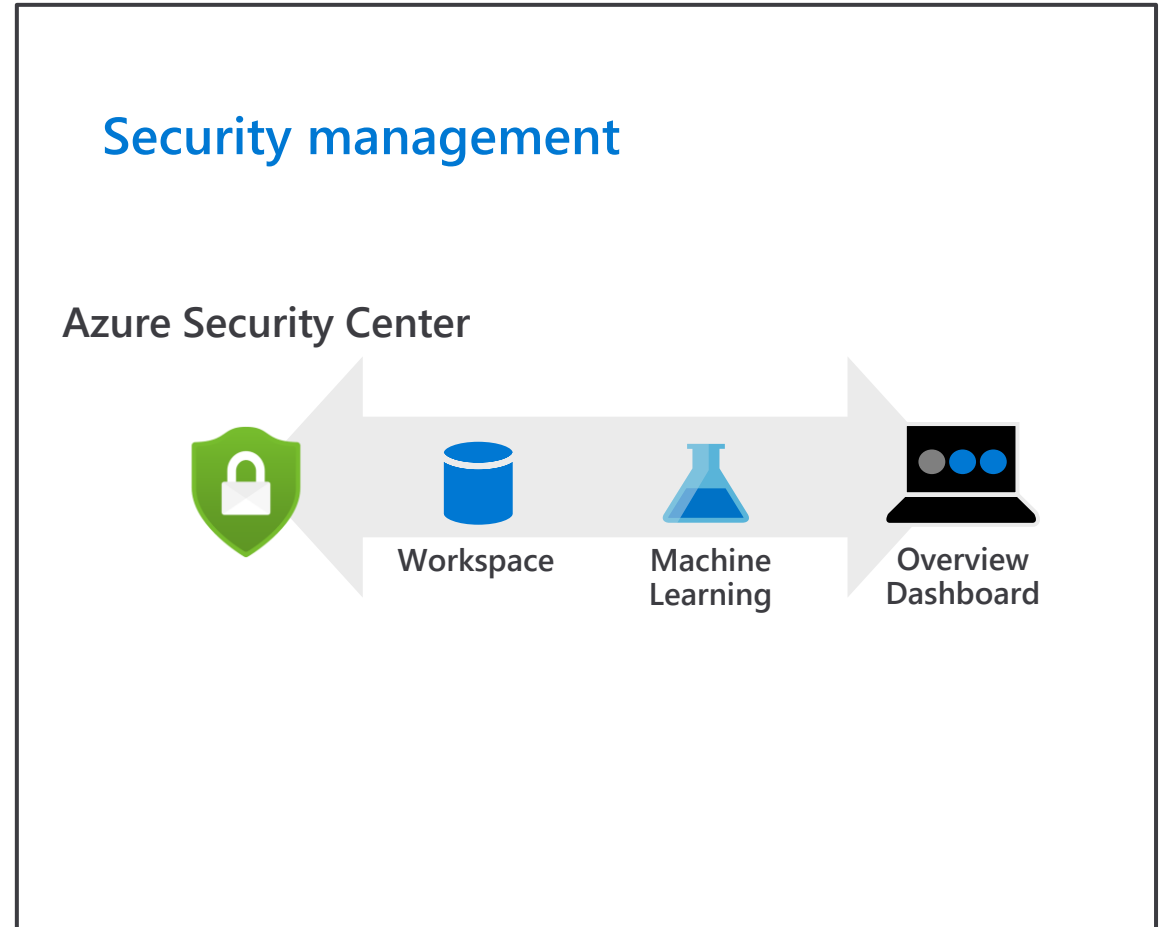 Security management
Azure Security Center
Workspace
Machine
Learning
Overview
Dashboard